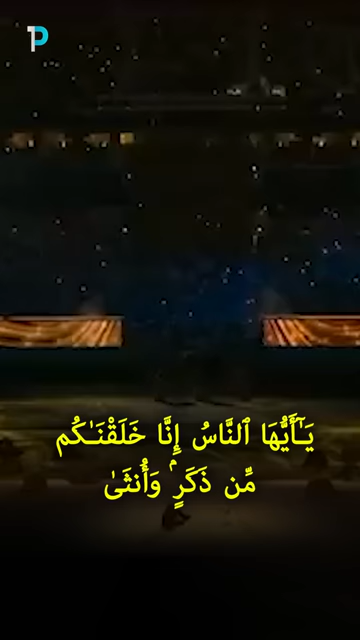 يَـٰٓأَيُّهَا ٱلنَّاسُ إِنَّا خَلَقْنَـٰكُم
مِّن ذَكَرٍۢ وَأُنثَىٰ